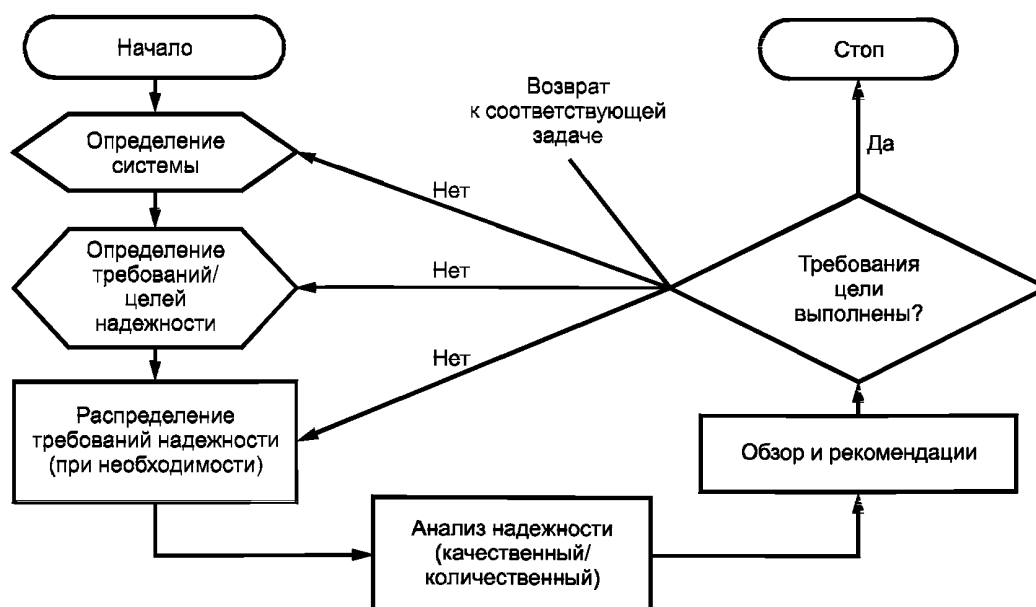 Начало
Стоп
Возврат
к соответствующей
задаче
Определение
системы
Да
Нет
Определение
требований/
целей
надежности
Нет
Требования
цели
выполнены?
Нет
Распределение
требований надежности
(при необходимости)
Обзор и рекомендации
Анализ надежности
(качественный/
количественный)